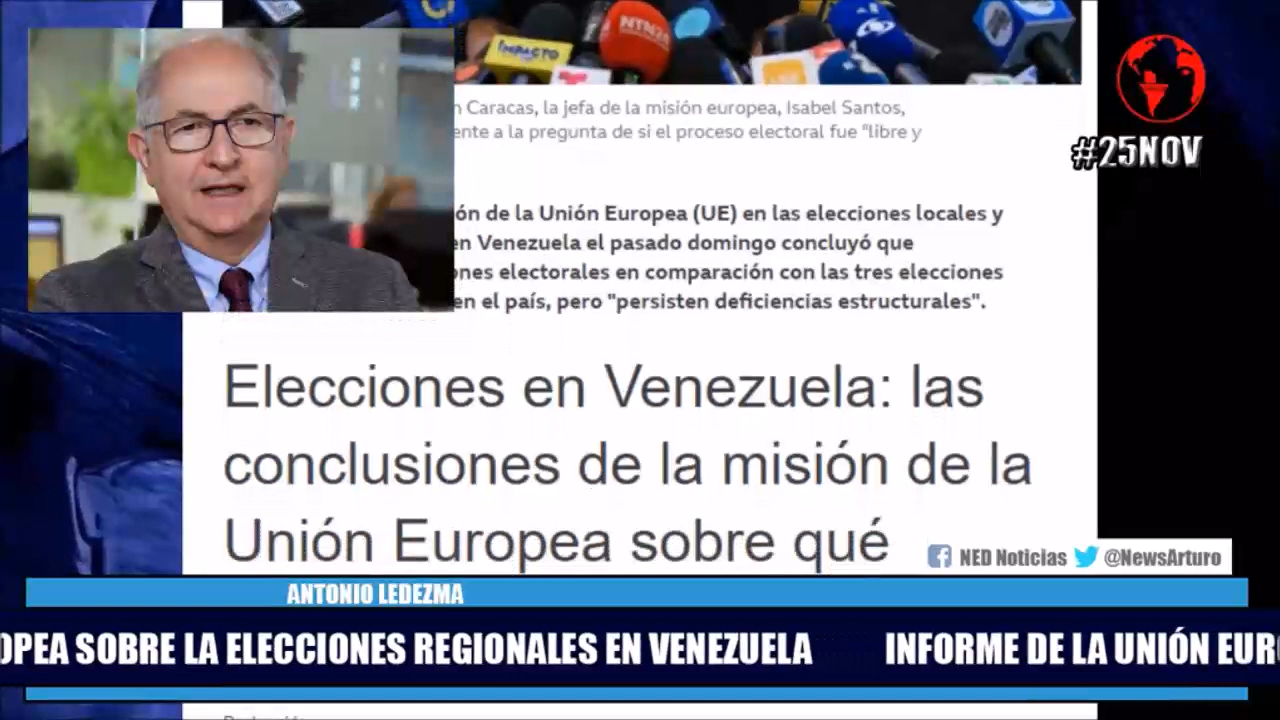 IMPACTO
NTN24
n Caracas, la jefa de la misión europea, Isabel Santos,
ente a la pregunta de si el proceso electoral fue "libre y
#25NOV
ón de la Unión Europea (UE) en las elecciones locales y
en Venezuela el pasado domingo concluyó que
ones electorales en comparación con las tres elecciones
en el país, pero "persisten deficiencias estructurales".
Elecciones en Venezuela: las
conclusiones de la misión de la
Unión Europea sobre qué
NED Noticias @NewsArturo
ANTONIO LEDEZMA
OPEA SOBRE LA ELECCIONES REGIONALES EN VENEZUELA INFORME DE LA UNIÓN EUR